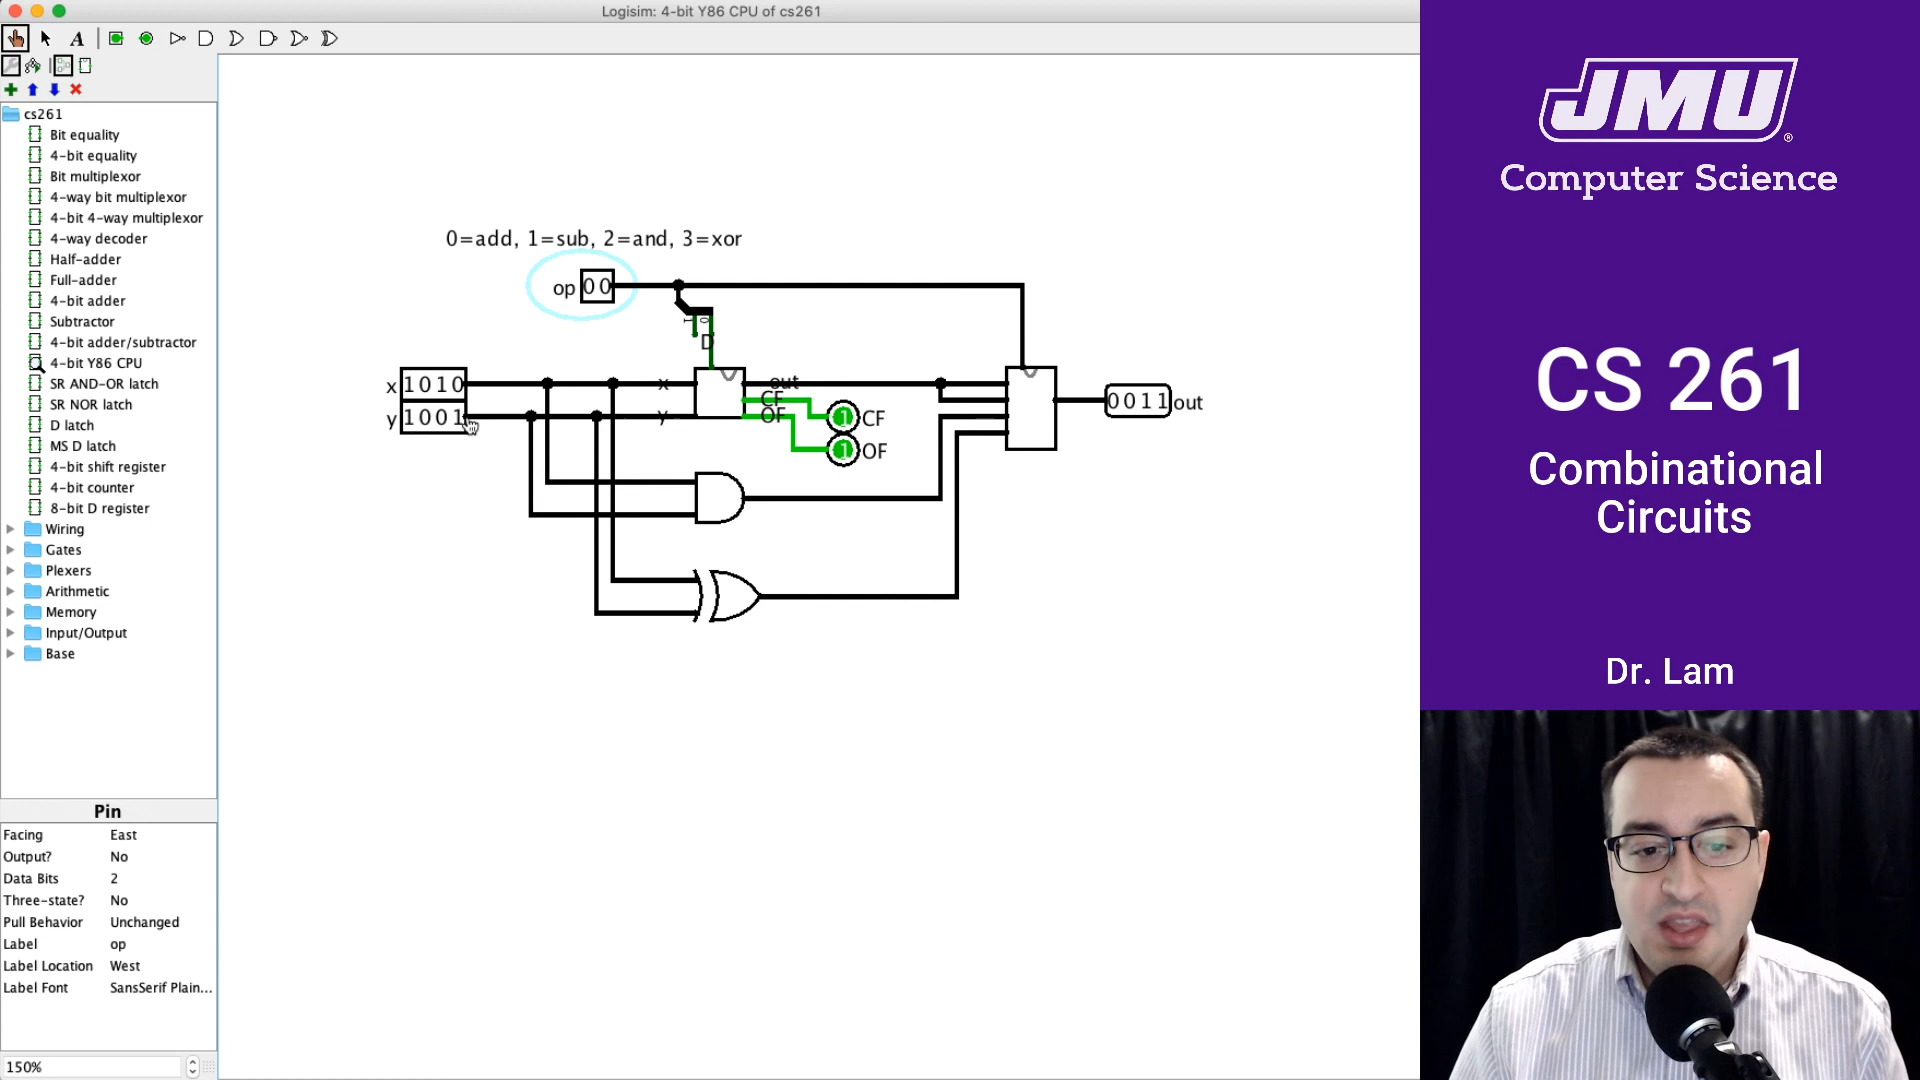 Logisim: 4-bit Y86 CPU of cs261
A
cs261
Bit equality
4-bit equality
Bit multiplexor
4-way bit multiplexor
4-bit 4-way multiplexor
4-way decoder
Half-adder
Full-adder
4-bit adder
Subtractor
4-bit adder/subtractor
4-bit Y86 CPU
SR AND-OR latch
SR NOR latch
D latch
MS D latch
4-bit shift register
4-bit counter
8-bit D register
Wiring
Gates
Plexers
Arithmetic
Memory
Input/Output
Base
Pin
Facing East
Output? No
Data Bits 2
Three-state? No
Pull Behavior Unchanged
Label op
Label Location West
Label Font SansSerif Plain...
150%
0=add, 1=sub, 2=and, 3=xor
op 00
1 0
D
x 1010 x out
CF
y 1001 y OF
1 CF
1 OF
0011 out
JMU
Computer Science
CS 261
Combinational
Circuits
Dr. Lam